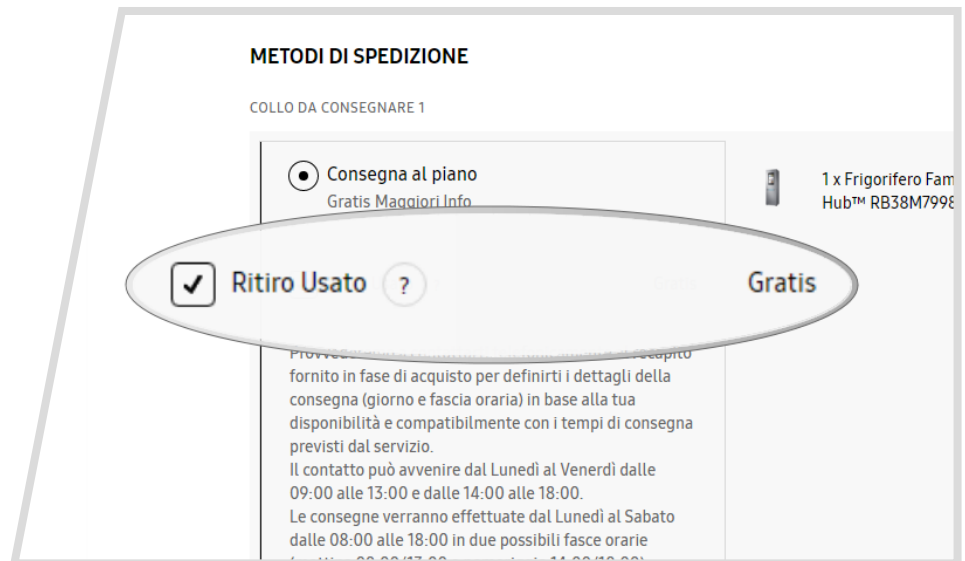 METODI DI SPEDIZIONE
COLLO DA CONSEGNARE 1
Consegna al piano
Gratis Maggiori Info
1 x Frigorifero Fam
Hub™ RB38M7998
Ritiro Usato ? Gratis
fornito in fase di acquisto per definirti i dettagli della
consegna (giorno e fascia oraria) in base alla tua
disponibilità e compatibilmente con i tempi di consegna
previsti dal servizio.
Il contatto può avvenire dal Lunedì al Venerdì dalle
09:00 alle 13:00 e dalle 14:00 alle 18:00.
Le consegne verranno effettuate dal Lunedì al Sabato
dalle 08:00 alle 18:00 in due possibili fasce orarie